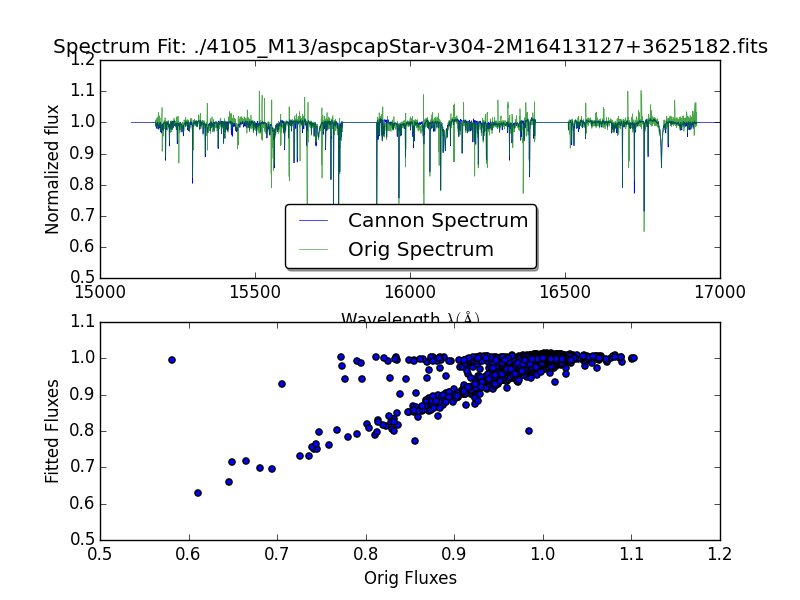 Spectrum Fit: ./4105_M13/aspcapStar-v304-2M16413127+3625182.fits
1.2
1.1
1.0
0.9
0.8
0.7
0.6
0.5
Normalized flux
Cannon Spectrum
Orig Spectrum
15000 15500 16000 16500 17000
Wavelength λ(Å)
1.1
1.0
0.9
0.8
0.7
0.6
0.5
Fitted Fluxes
0.5 0.6 0.7 0.8 0.9 1.0 1.1 1.2
Orig Fluxes